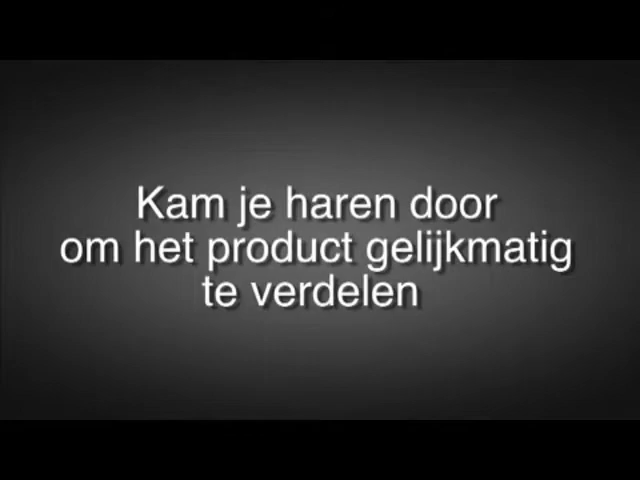 Kam je haren door
om het product gelijkmatig
te verdelen